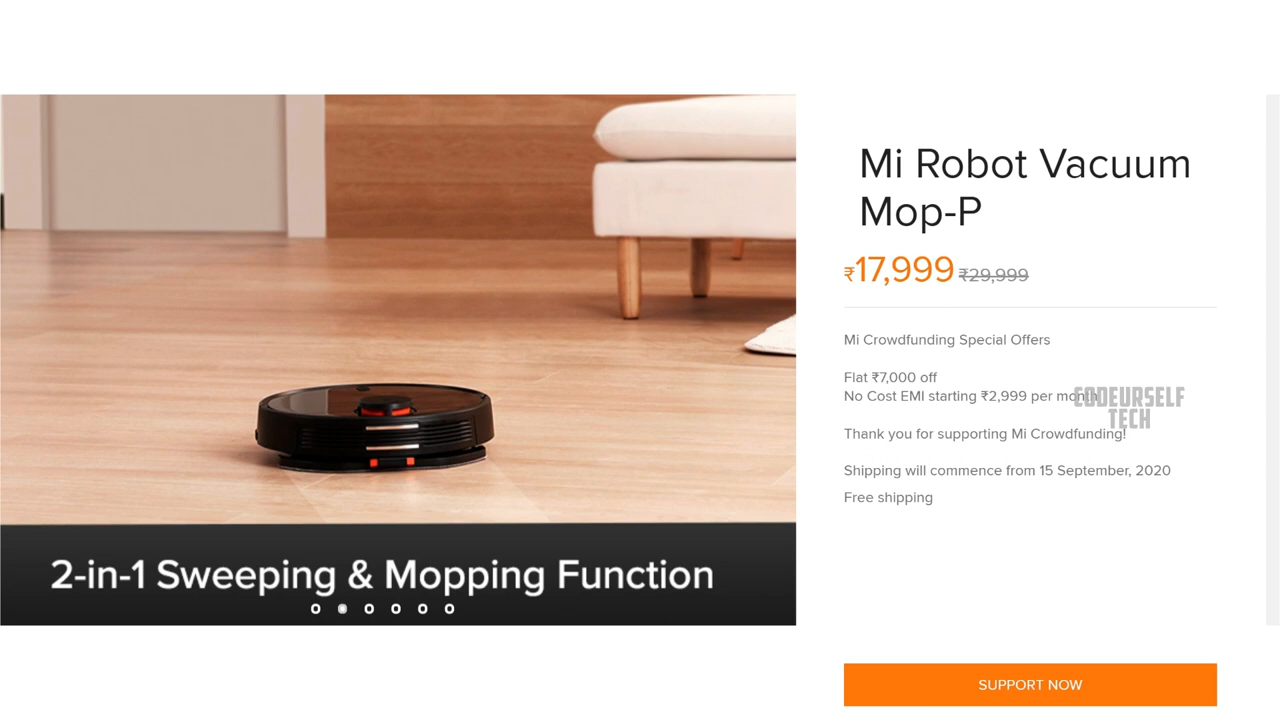 Mi Robot Vacuum
Mop-P
₹17,999 ₹29,999
Mi Crowdfunding Special Offers
Flat ₹7,000 off
No Cost EMI starting ₹2,999 per month
CODEURSELF
TECH
Thank you for supporting Mi Crowdfunding!
Shipping will commence from 15 September, 2020
Free shipping
2-in-1 Sweeping & Mopping Function
SUPPORT NOW